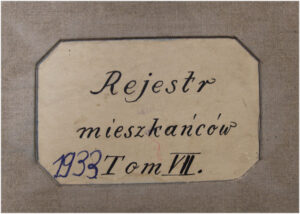 Rejestr
mieszkańców
1933 Tom VII.